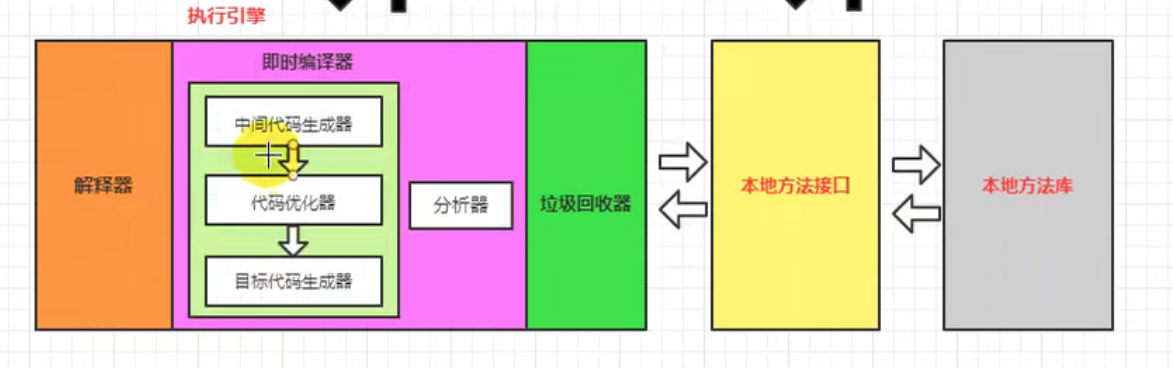 执行引擎
即时编译器
中间代码生成器
解释器
代码优化器
分析器
垃圾回收器
本地方法接口
本地方法库
目标代码生成器